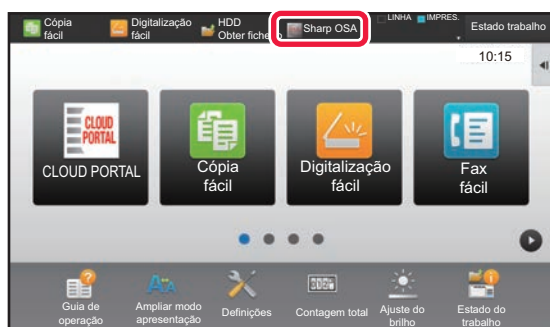 Cópia
fácil
Digitalização
fácil
HDD
Obter fiche
Sharp OSA
LINHA
IMPRES.
Estado trabalho
10:15
CLOUD
PORTAL
CLOUD PORTAL
Cópia
fácil
Digitalização
fácil
Fax
fácil
Guia de
operação
Ampliar modo
apresentação
Definições
Contagem total
Ajuste do
brilho
Estado do
trabalho